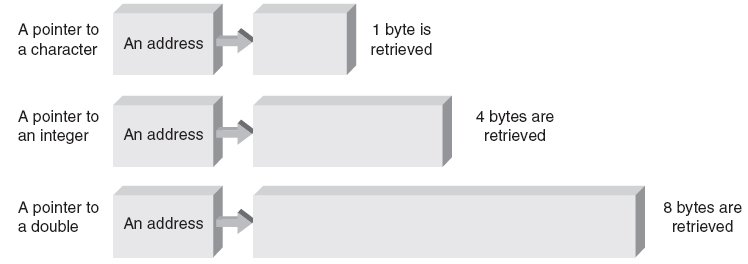 A pointer to
a character
An address
1 byte is
retrieved
A pointer to
an integer
An address
4 bytes are
retrieved
A pointer to
a double
An address
8 bytes are
retrieved